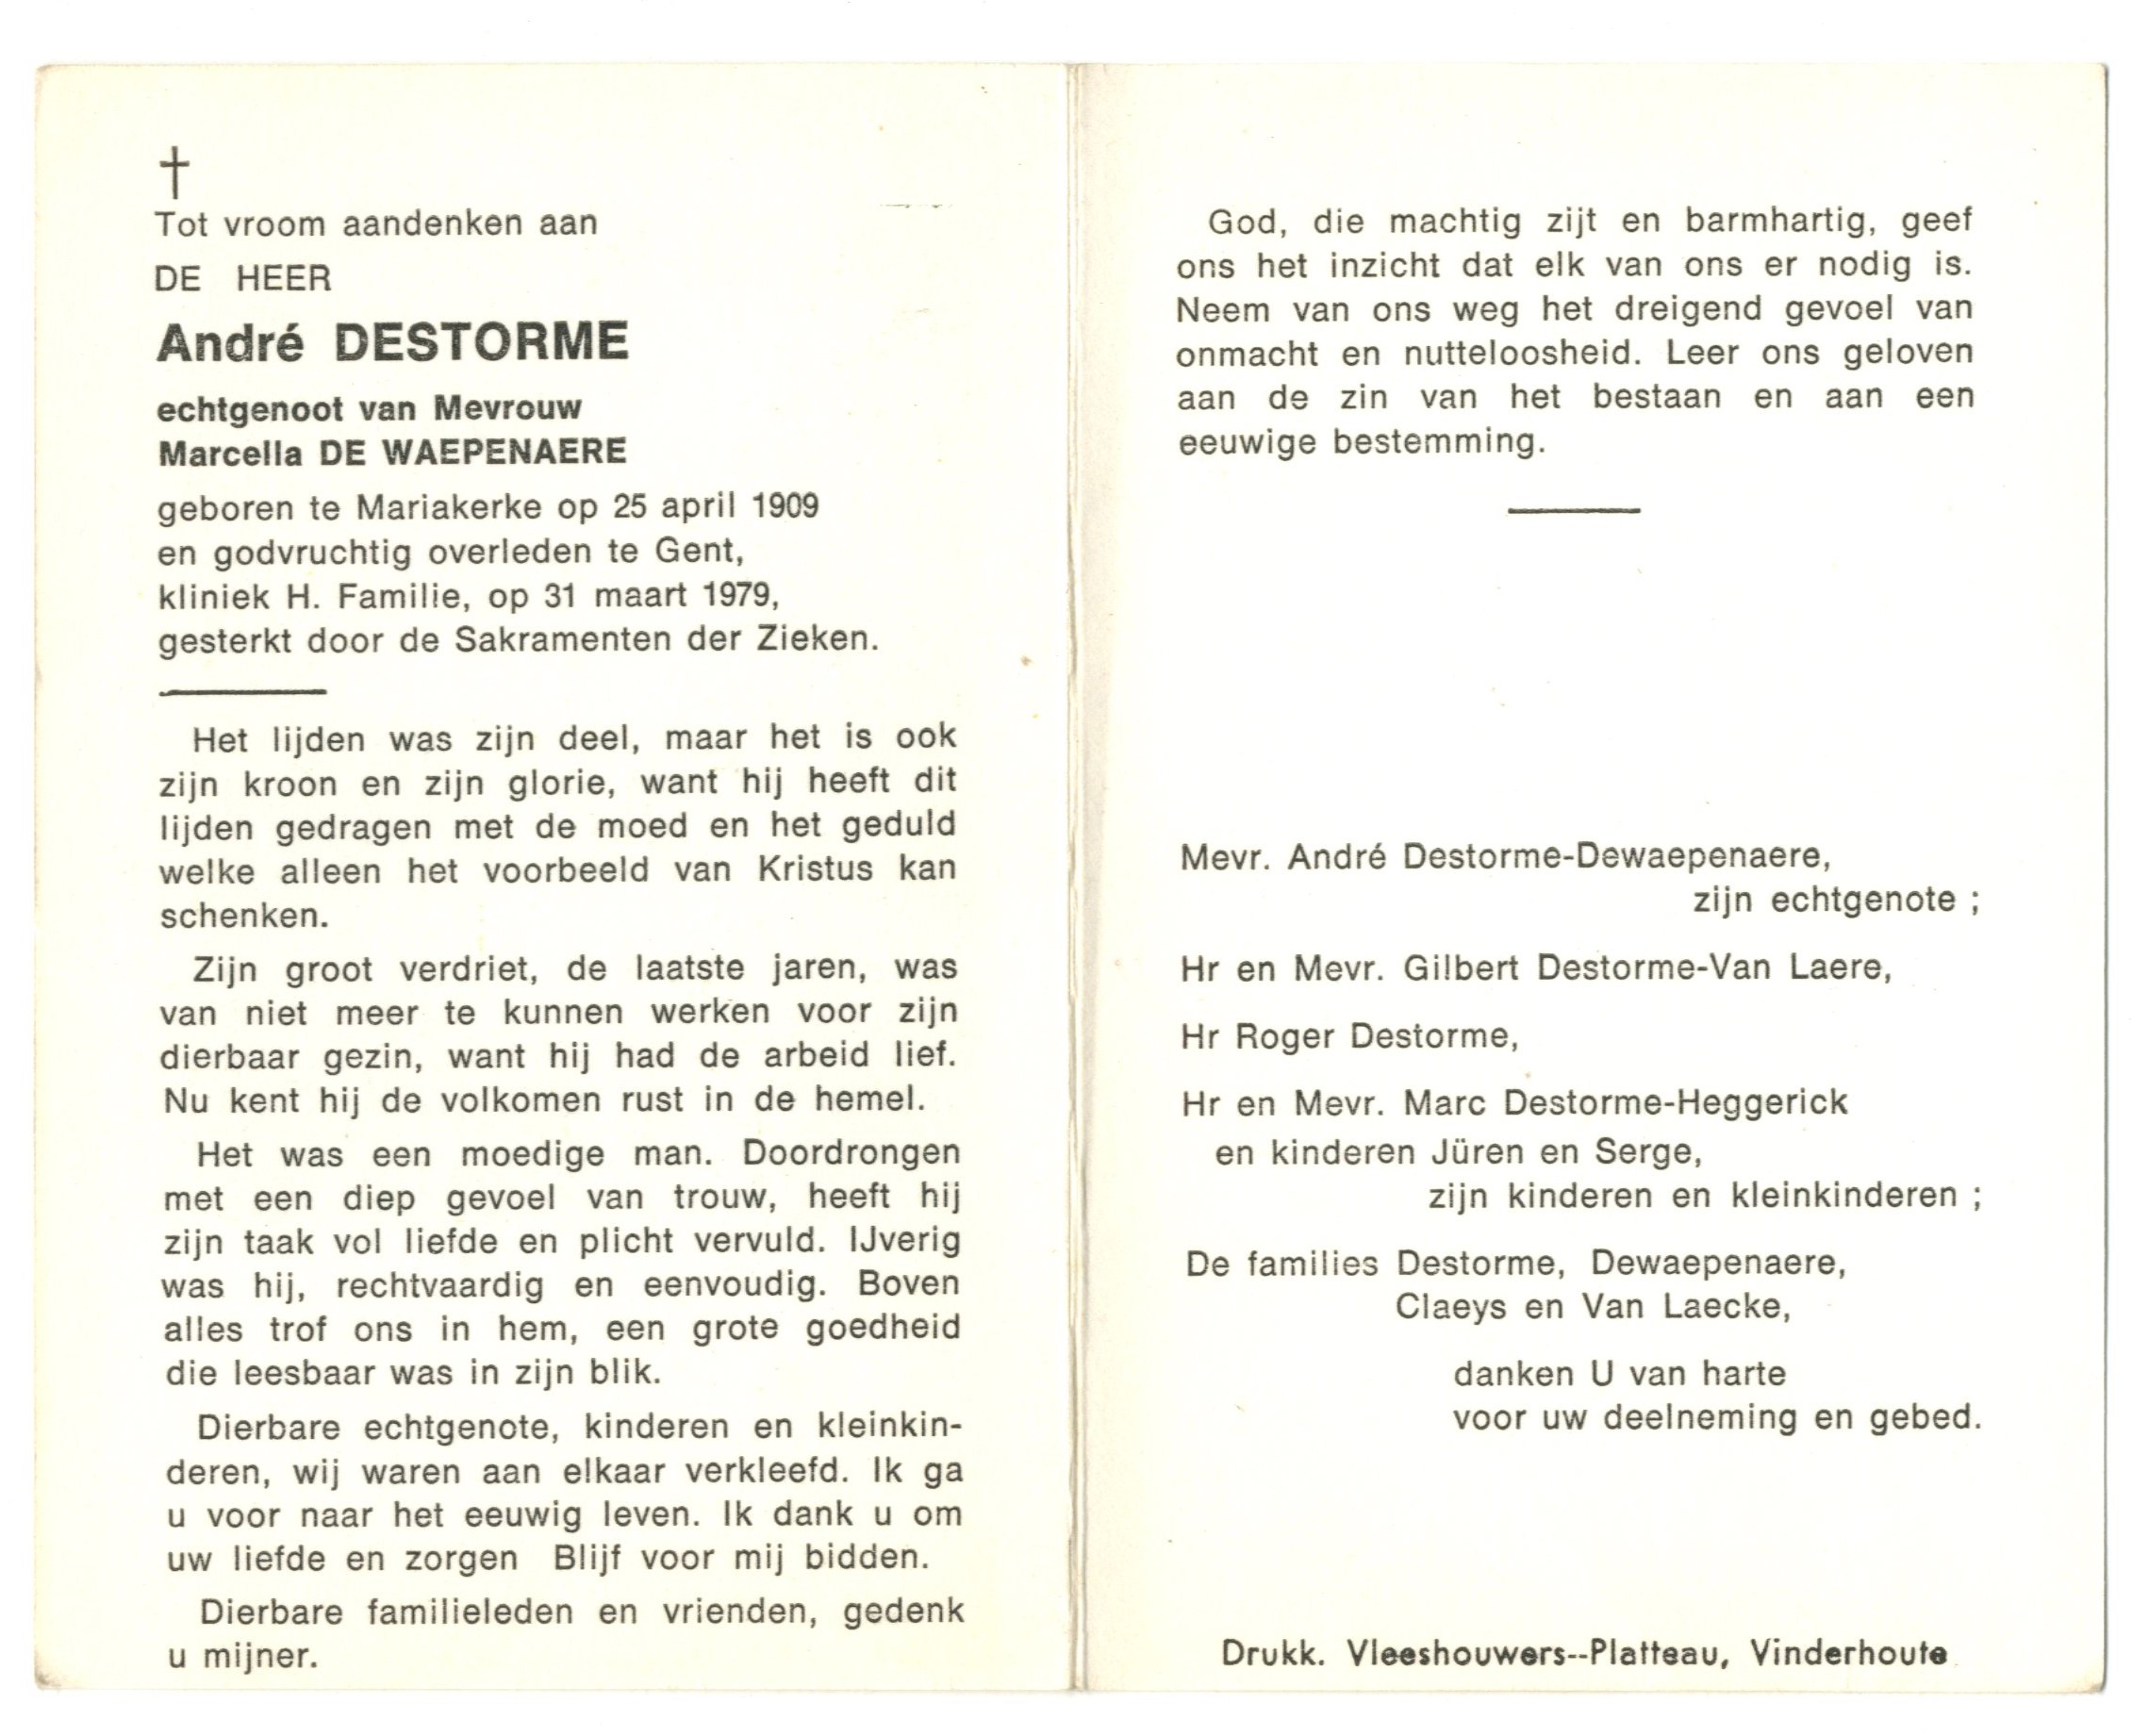 †
Tot vroom aandenken aan
DE HEER
André DESTORME
echtgenoot van Mevrouw
Marcella DE WAEPENAERE
geboren te Mariakerke op 25 april 1909
en godvruchtig overleden te Gent,
kliniek H. Familie, op 31 maart 1979,
gesterkt door de Sakramenten der Zieken.
Het lijden was zijn deel, maar het is ook
zijn kroon en zijn glorie, want hij heeft dit
lijden gedragen met de moed en het geduld
welke alleen het voorbeeld van Kristus kan
schenken.
Zijn groot verdriet, de laatste jaren, was
van niet meer te kunnen werken voor zijn
dierbaar gezin, want hij had de arbeid lief.
Nu kent hij de volkomen rust in de hemel.
Het was een moedige man. Doordrongen
met een diep gevoel van trouw, heeft hij
zijn taak vol liefde en plicht vervuld. IJverig
was hij, rechtvaardig en eenvoudig. Boven
alles trof ons in hem, een grote goedheid
die leesbaar was in zijn blik.
Dierbare echtgenote, kinderen en kleinkin-
deren, wij waren aan elkaar verkleefd. Ik ga
u voor naar het eeuwig leven. Ik dank u om
uw liefde en zorgen Blijf voor mij bidden.
Dierbare familieleden en vrienden, gedenk
u mijner.
God, die machtig zijt en barmhartig, geef
ons het inzicht dat elk van ons er nodig is.
Neem van ons weg het dreigend gevoel van
onmacht en nutteloosheid. Leer ons geloven
aan de zin van het bestaan en aan een
eeuwige bestemming.
Mevr. André Destorme-Dewaepenaere,
zijn echtgenote ;
Hr en Mevr. Gilbert Destorme-Van Laere,
Hr Roger Destorme,
Hr en Mevr. Marc Destorme-Heggerick
en kinderen Jüren en Serge,
zijn kinderen en kleinkinderen ;
De families Destorme, Dewaepenaere,
Claeys en Van Laecke,
danken U van harte
voor uw deelneming en gebed.
Drukk. Vleeshouwers--Platteau, Vinderhoute